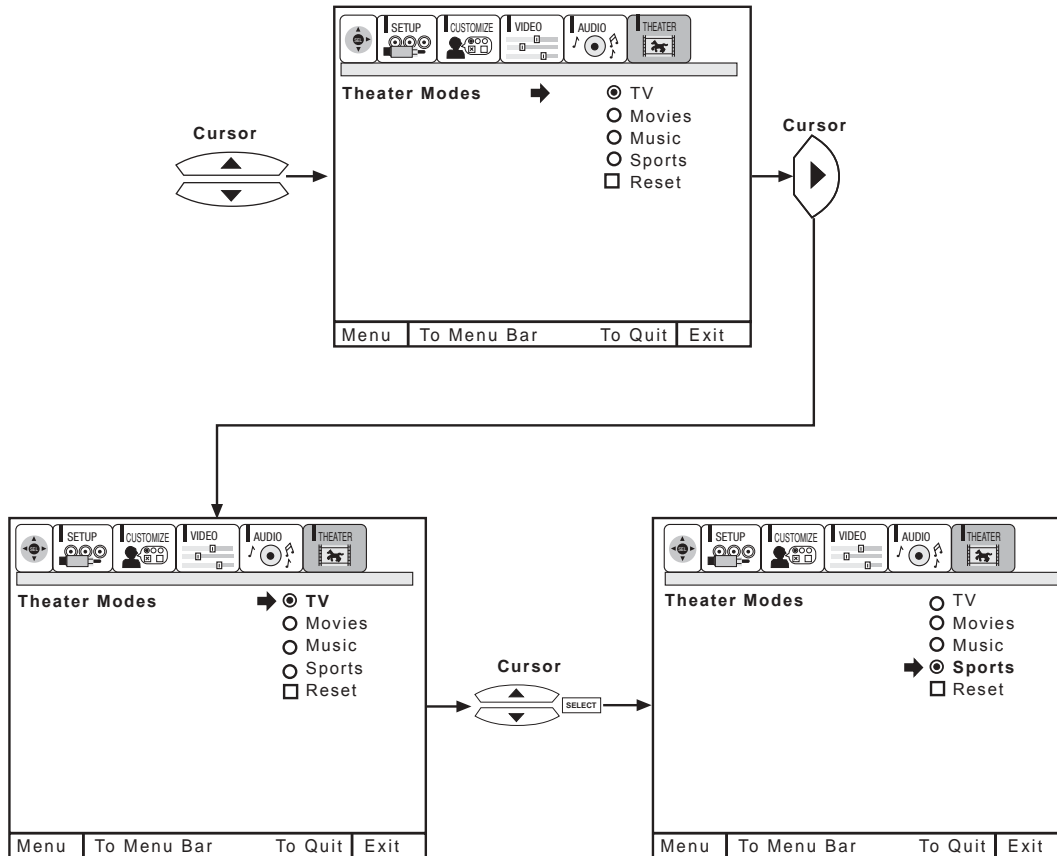 SEL SETUP CUSTOMIZE VIDEO AUDIO THEATER
Theater Modes TV
Movies
Music
Sports
Reset
Menu To Menu Bar To Quit Exit
Cursor
Cursor
SEL SETUP CUSTOMIZE VIDEO AUDIO THEATER
Theater Modes TV
Movies
Music
Sports
Reset
Menu To Menu Bar To Quit Exit
Cursor
SELECT
SEL SETUP CUSTOMIZE VIDEO AUDIO THEATER
Theater Modes TV
Movies
Music
Sports
Reset
Menu To Menu Bar To Quit Exit